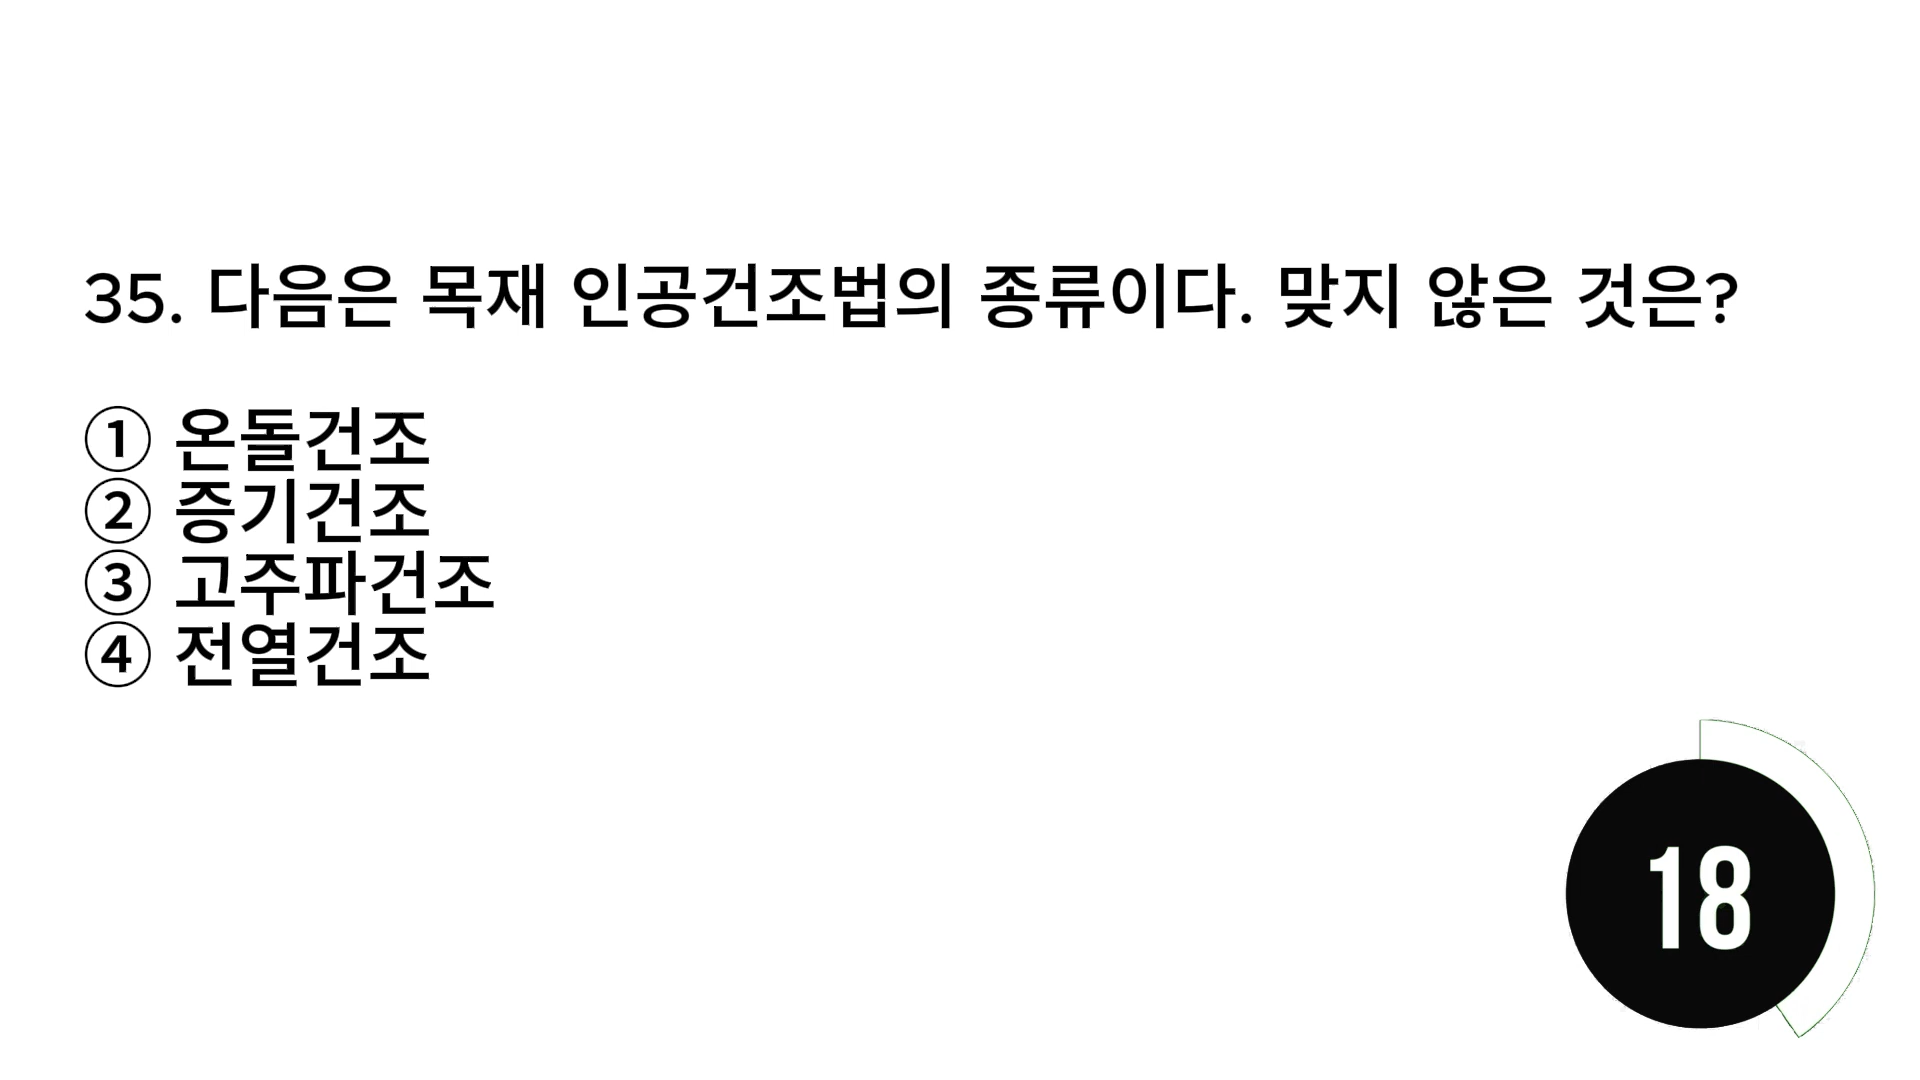 35. 다음은 목재 인공건조법의 종류이다. 맞지 않은 것은?
① 온돌건조
② 증기건조
③ 고주파건조
④ 전열건조
18